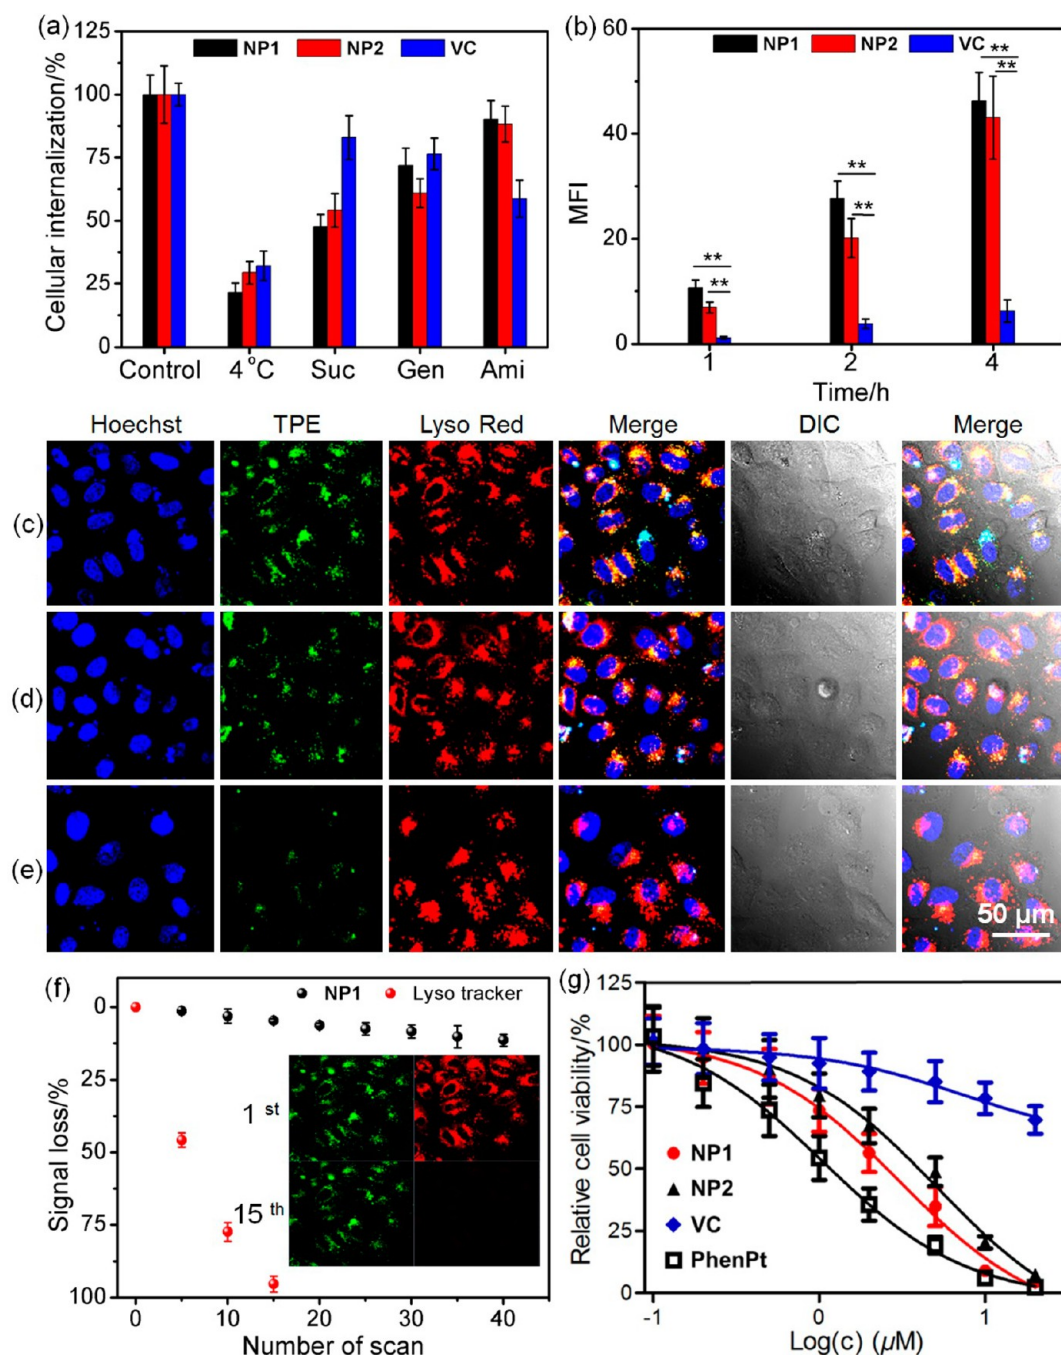 (a)
125
100
75
50
25
0
Cellular internalization/%
NP1 NP2 VC
Control 4 °C Suc Gen Ami
(b)
60
40
20
0
MFI
NP1 NP2 VC
**
**
**
**
**
**
1 2 4
Time/h
Hoechst TPE Lyso Red Merge DIC Merge
(c)
(d)
(e)
50 µm
(f)
0
25
50
75
100
Signal loss/%
NP1 Lyso tracker
1 st
15 th
0 10 20 30 40
Number of scan
(g)
125
100
75
50
25
0
Relative cell viability/%
NP1
NP2
VC
PhenPt
-1 0 1
Log(c) (µM)